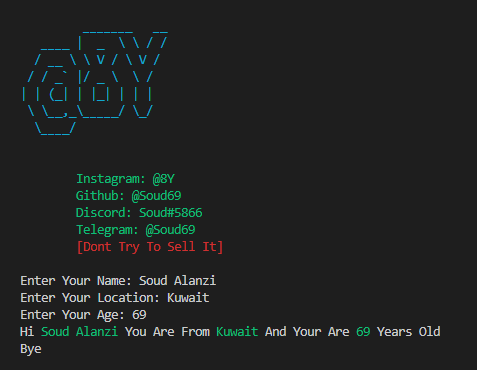 @8Y
Instagram: @8Y
Github: @Soud69
Discord: Soud#5866
Telegram: @Soud69
[Dont Try To Sell It]
Enter Your Name: Soud Alanzi
Enter Your Location: Kuwait
Enter Your Age: 69
Hi Soud Alanzi You Are From Kuwait And Your Are 69 Years Old
Bye